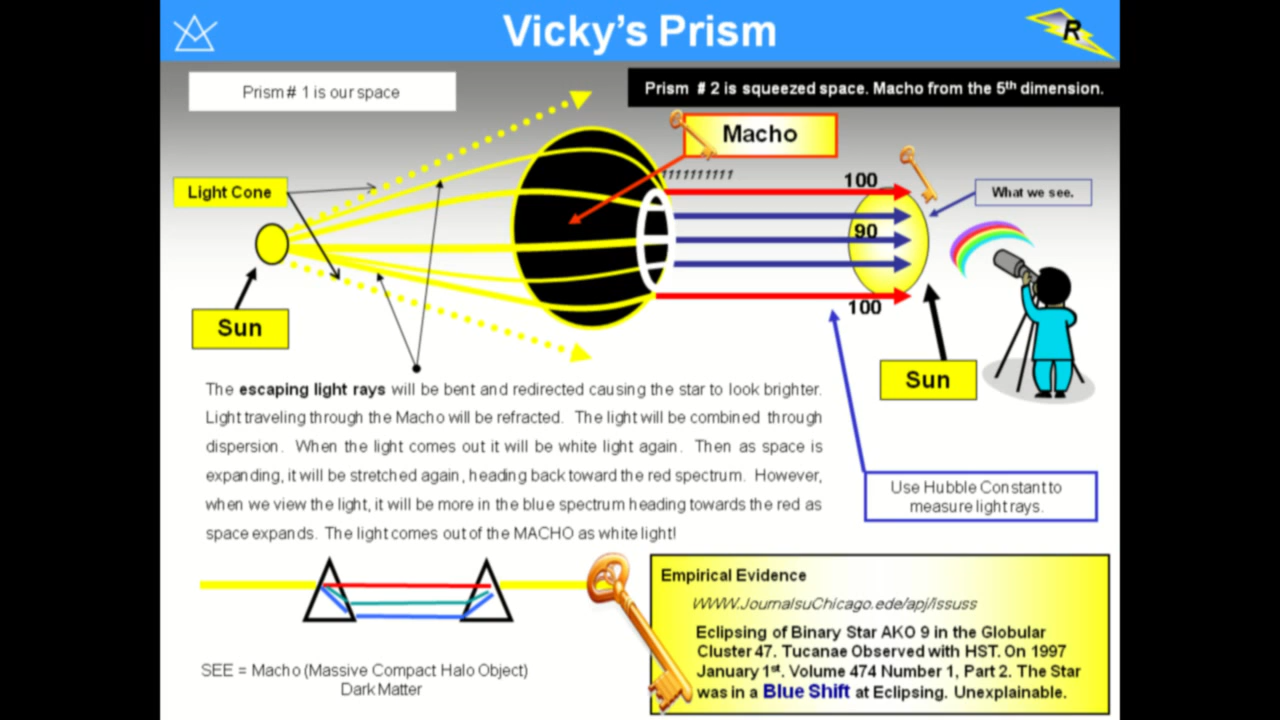 Vicky's Prism
R
Prism # 1 is our space
Prism # 2 is squeezed space. Macho from the 5th dimension.
Macho
Light Cone
100
What we see.
90
Sun
100
Sun
The escaping light rays will be bent and redirected causing the star to look brighter.
Light traveling through the Macho will be refracted. The light will be combined through
dispersion. When the light comes out it will be white light again. Then as space is
expanding, it will be stretched again, heading back toward the red spectrum. However,
when we view the light, it will be more in the blue spectrum heading towards the red as
space expands. The light comes out of the MACHO as white light!
Use Hubble Constant to
measure light rays.
Empirical Evidence
WWW.JournalsuChicago.ede/apj/issuss
Eclipsing of Binary Star AKO 9 in the Globular
Cluster 47. Tucanae Observed with HST. On 1997
January 1st. Volume 474 Number 1, Part 2. The Star
was in a Blue Shift at Eclipsing. Unexplainable.
SEE = Macho (Massive Compact Halo Object)
Dark Matter